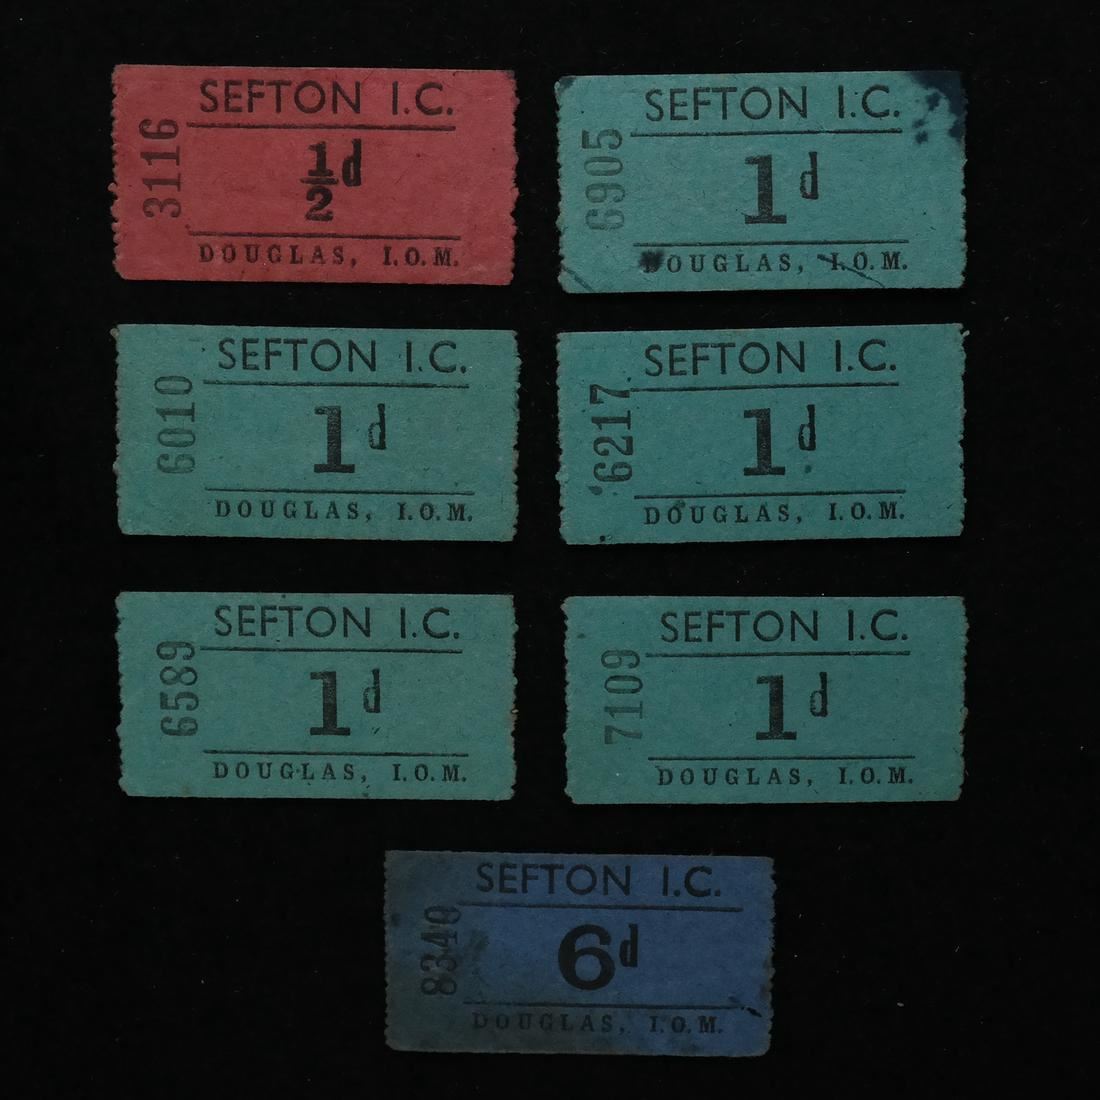 SEFTON I.C.
3116
½d
DOUGLAS, I.O.M.
SEFTON I.C.
6905
1d
DOUGLAS, I.O.M.
SEFTON I.C.
6010
1d
DOUGLAS, I.O.M.
SEFTON I.C.
6217
1d
DOUGLAS, I.O.M.
SEFTON I.C.
6589
1d
DOUGLAS, I.O.M.
SEFTON I.C.
7109
1d
DOUGLAS, I.O.M.
SEFTON I.C.
8340
6d
DOUGLAS, I.O.M.